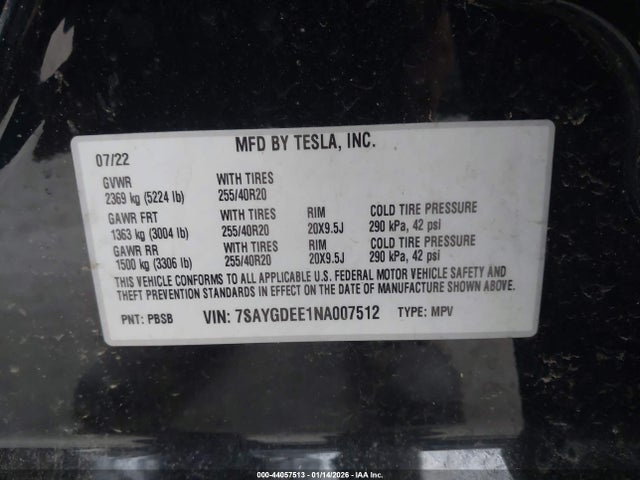 MFD BY TESLA, INC.
07/22
GVWR WITH TIRES
2369 kg (5224 lb) 255/40R20
GAWR FRT WITH TIRES RIM COLD TIRE PRESSURE
1363 kg (3004 lb) 255/40R20 20X9.5J 290 kPa, 42 psi
GAWR RR WITH TIRES RIM COLD TIRE PRESSURE
1500 kg (3306 lb) 255/40R20 20X9.5J 290 kPa, 42 psi
THIS VEHICLE CONFORMS TO ALL APPLICABLE U.S. FEDERAL MOTOR VEHICLE SAFETY AND
THEFT PREVENTION STANDARDS IN EFFECT ON THE DATE OF MANUFACTURE SHOWN ABOVE.
PNT: PBSB VIN: 7SAYGDEE1NA007512 TYPE: MPV
000-44057513 - 01/14/2026 - IAA Inc.